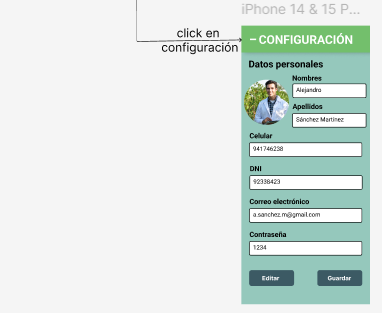 iPhone 14 & 15 P...
click en
configuración
– CONFIGURACIÓN
Datos personales
Nombres
Alejandro
Apellidos
Sánchez Martínez
Celular
941746238
DNI
92338423
Correo electrónico
a.sanchez.m@gmail.com
Contraseña
1234
Editar
Guardar